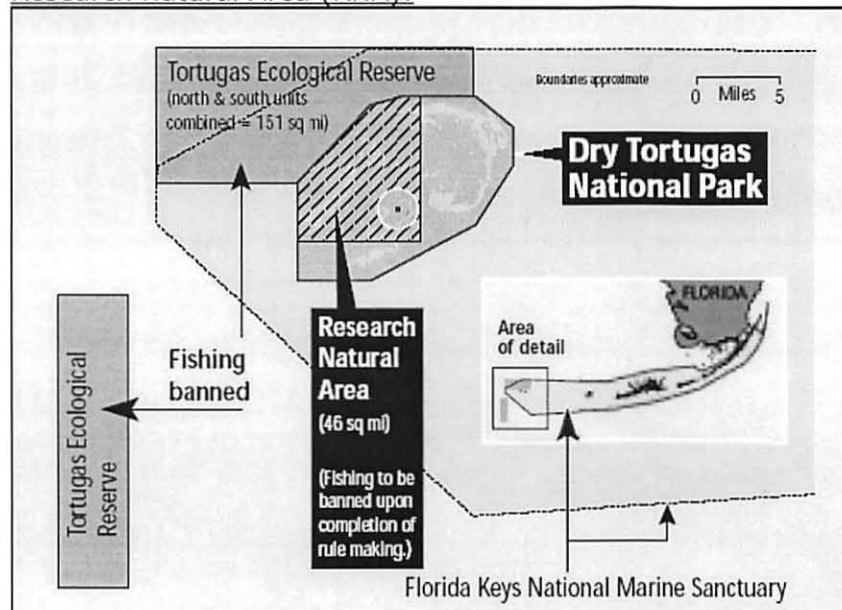 Research Natural Area (RNA).
Tortugas Ecological Reserve
(north & south units
combined = 151 sq mi)
Boundaries approximate
0 Miles 5
Dry Tortugas
National Park
FLORIDA
Area
of detail
Research
Natural
Area
(46 sq mi)
(Fishing to be
banned upon
completion of
rule making.)
Fishing
banned
Tortugas Ecological
Reserve
Florida Keys National Marine Sanctuary